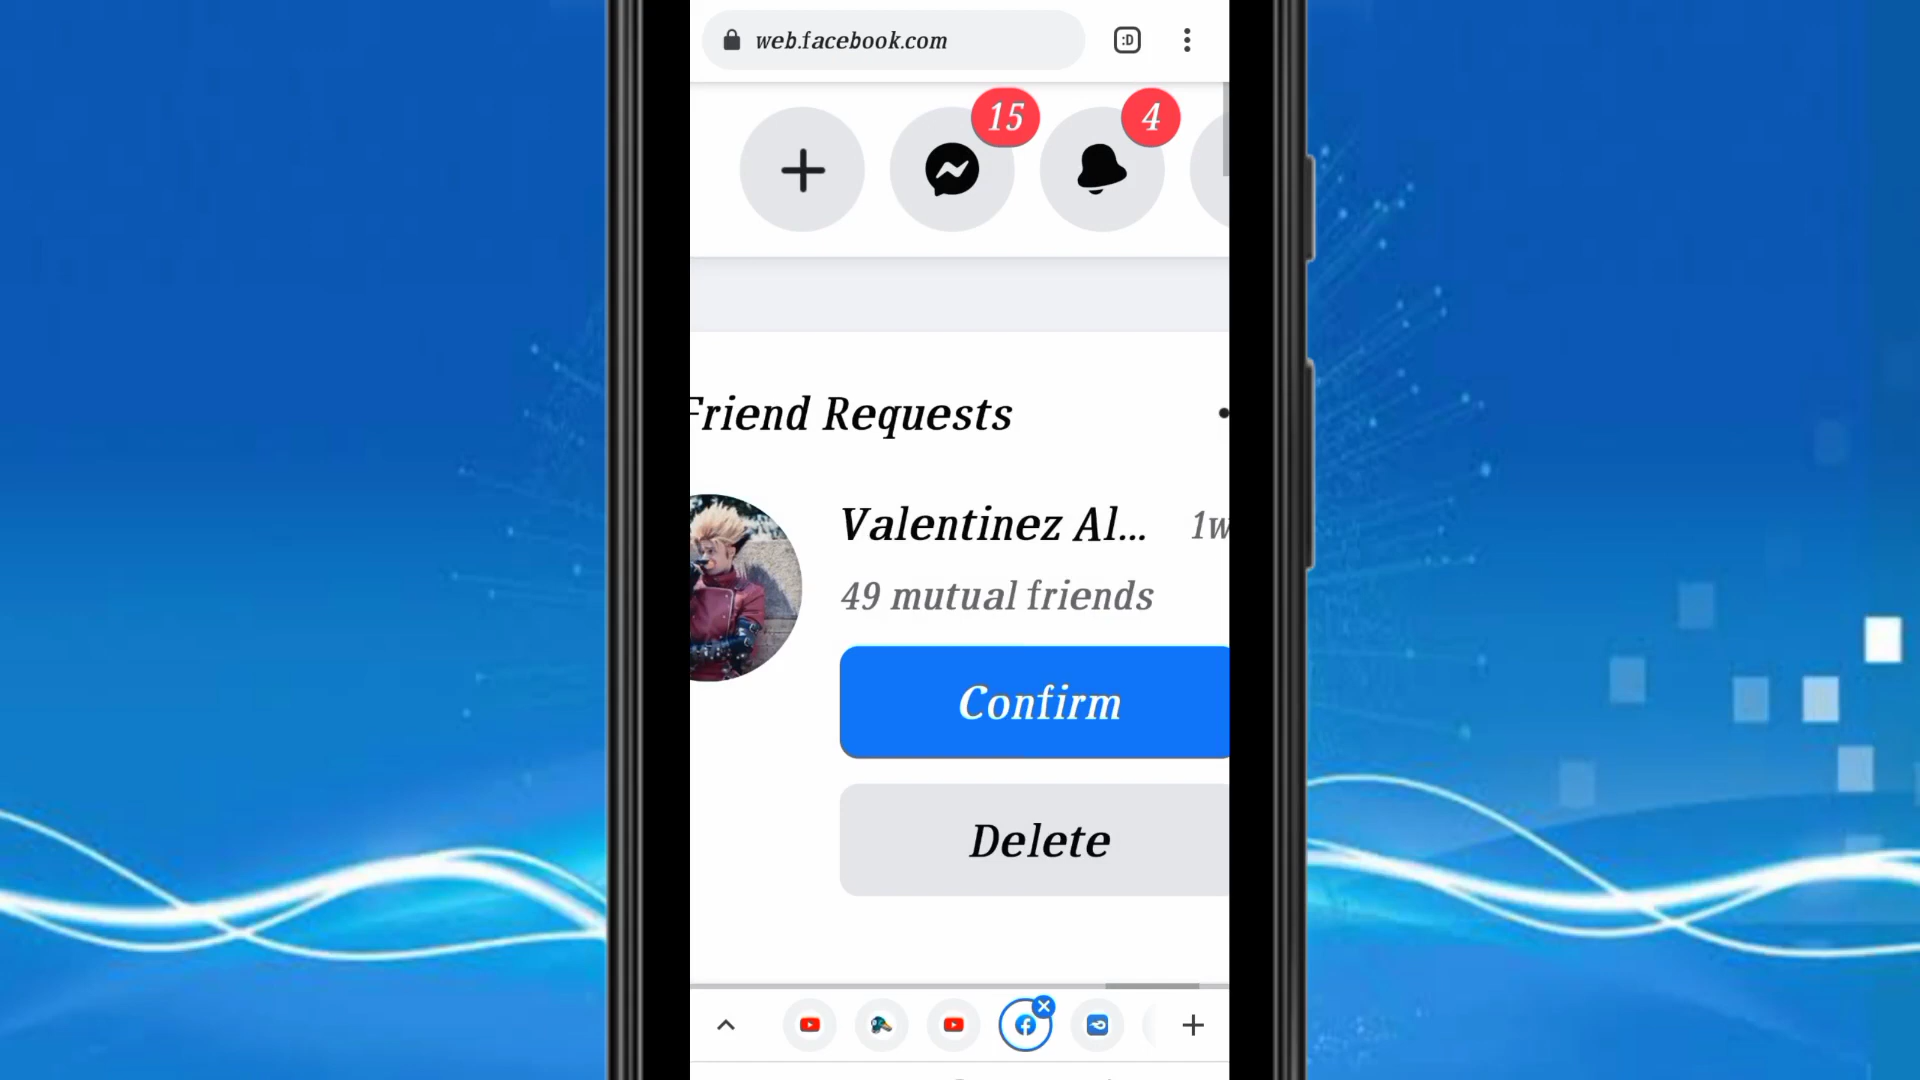 web.facebook.com
:D
15
4
Friend Requests
Valentinez Al... 1w
49 mutual friends
Confirm
Delete